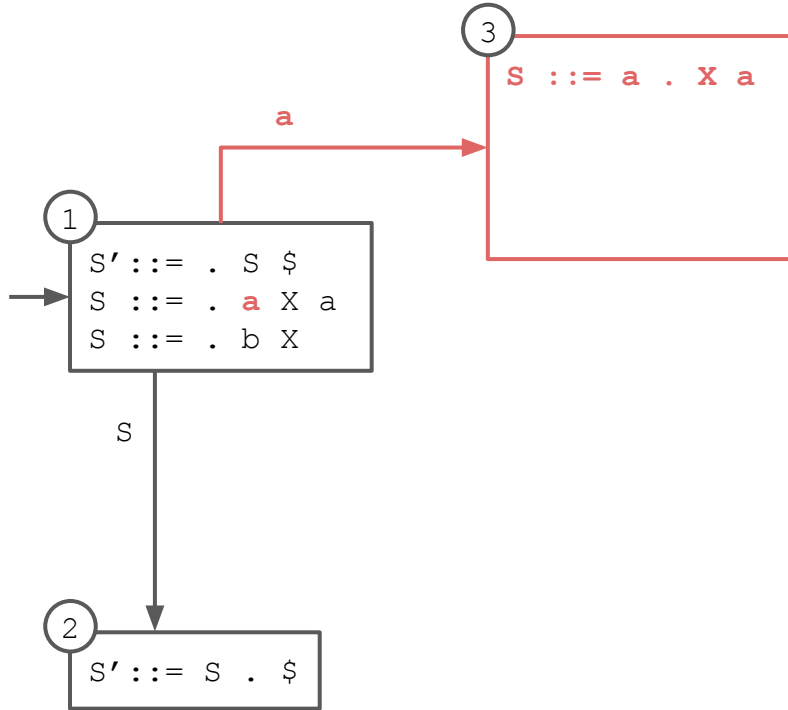 3
S ::= a . X a
a
1
S'::= . S $
S ::= . a X a
S ::= . b X
S
2
S'::= S . $